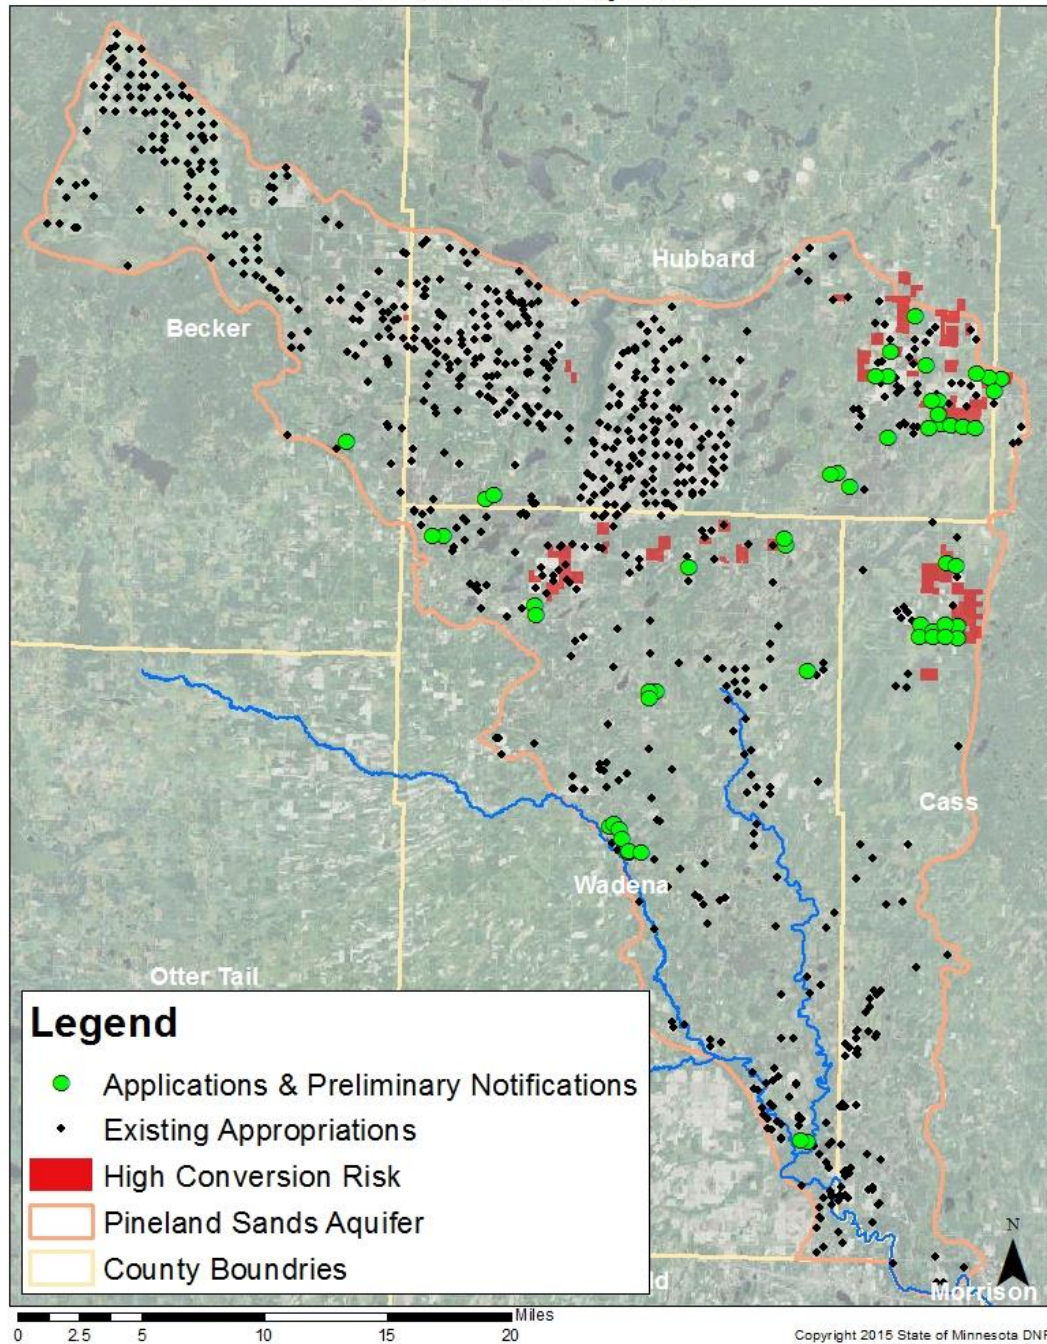 Hubbard
Becker
Cass
Wadena
Otter Tail
Legend
Applications & Preliminary Notifications
Existing Appropriations
High Conversion Risk
Pineland Sands Aquifer
County Boundries
N
ld
Morrison
Miles
0 2.5 5 10 15 20
Copyright 2015 State of Minnesota DNR